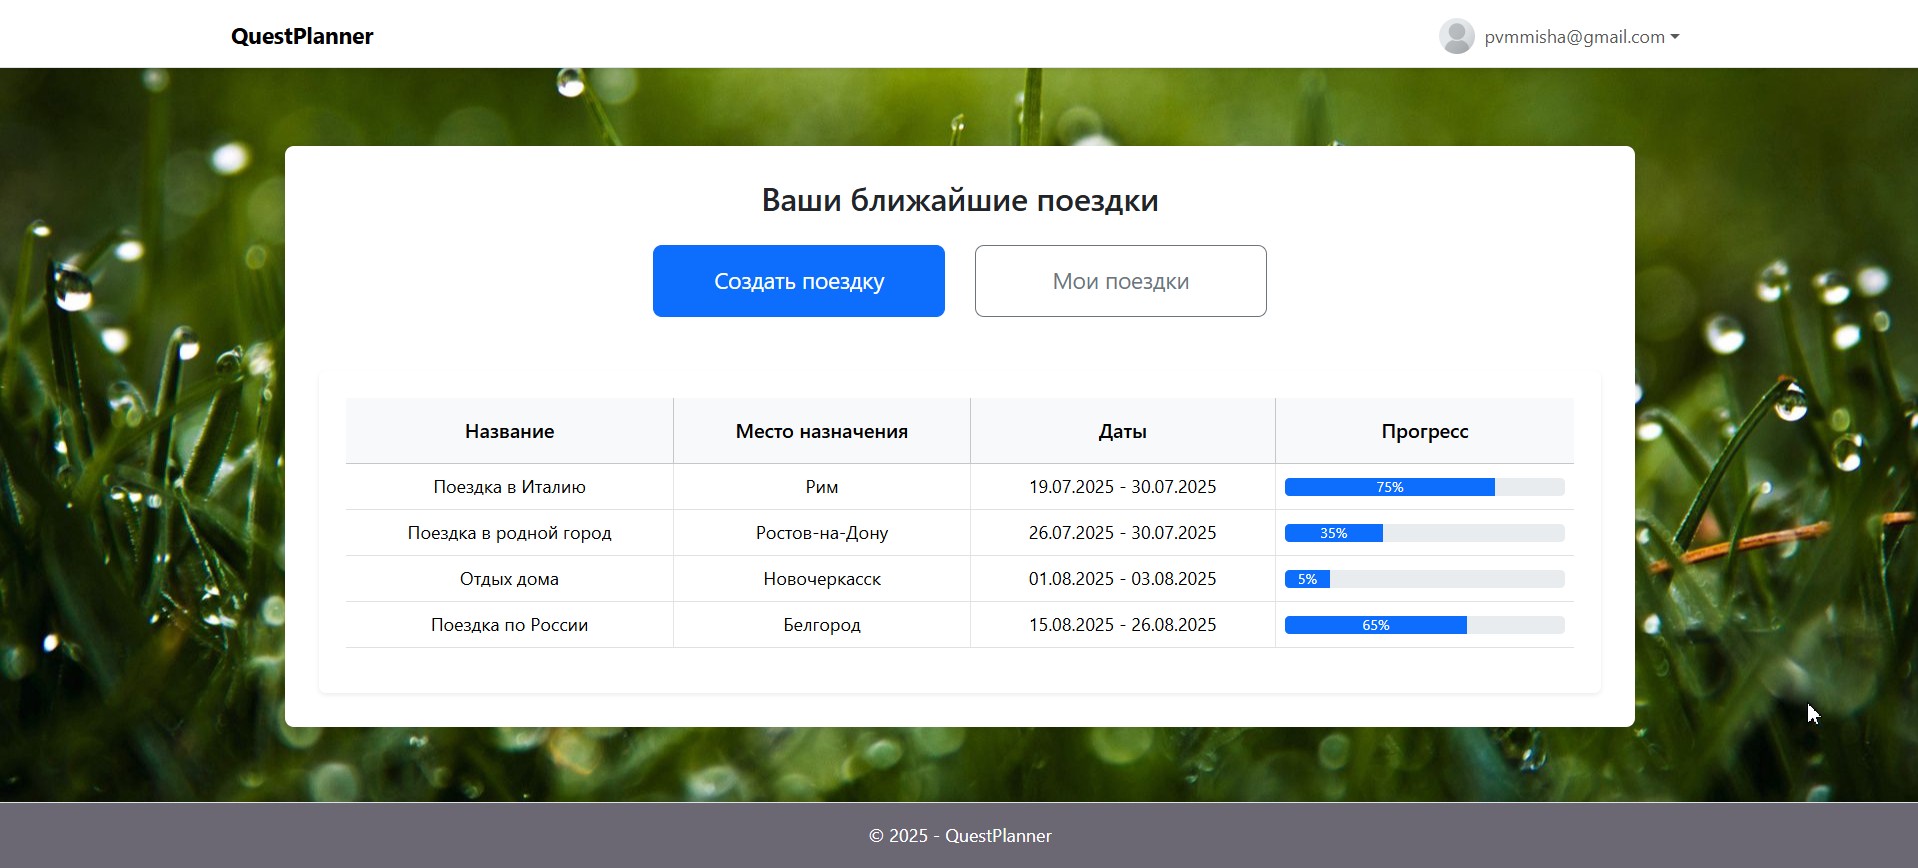 QuestPlanner
pvmmisha@gmail.com
Ваши ближайшие поездки
Создать поездку
Мои поездки
Название Место назначения Даты Прогресс
Поездка в Италию Рим 19.07.2025 - 30.07.2025 75%
Поездка в родной город Ростов-на-Дону 26.07.2025 - 30.07.2025 35%
Отдых дома Новочеркасск 01.08.2025 - 03.08.2025 5%
Поездка по России Белгород 15.08.2025 - 26.08.2025 65%
© 2025 - QuestPlanner